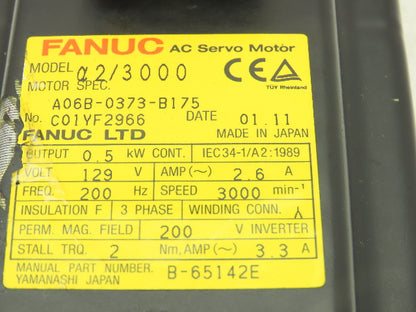 FANUC AC Servo Motor
MODEL α2/3000
MOTOR SPEC.
TÜV Rheinland
A06B-0373-B175
No. C01YF2966 DATE 01.11
FANUC LTD MADE IN JAPAN
OUTPUT 0.5 kW CONT. IEC34-1/A2:1989
VOLT 129 V AMP(~) 2.6 A
FREQ. 200 Hz SPEED 3000 min⁻¹
INSULATION F 3 PHASE WINDING CONN. 人
PERM. MAG. FIELD 200 V INVERTER
STALL TRQ. 2 Nm, AMP(~) 3.3 A
MANUAL PART NUMBER. B-65142E
YAMANASHI JAPAN